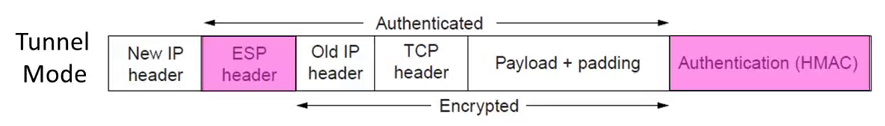 Authenticated
Tunnel
Mode
New IP
header
ESP
header
Old IP
header
TCP
header
Payload + padding
Authentication (HMAC)
Encrypted